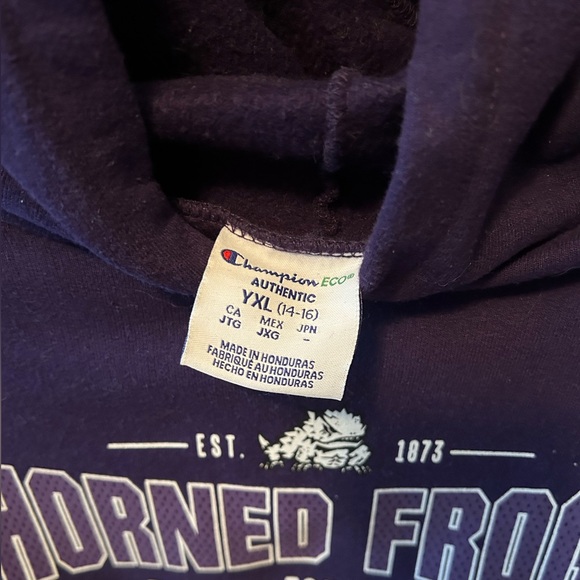 Champion ECO
AUTHENTIC
YXL (14-16)
CA MEX JPN
JTG JXG -
MADE IN HONDURAS
FABRIQUÉ AU HONDURAS
HECHO EN HONDURAS
EST. 1873
HORNED FROG